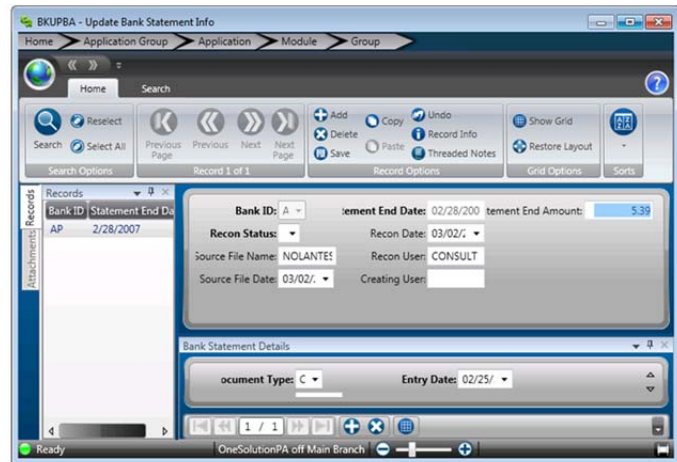 BKUPBA - Update Bank Statement Info
Home Application Group Application Module Group
Home Search
Search Reselect Select All
Previous Page Previous Next Next Page
Add Delete Save Copy Paste Undo Record Info Threaded Notes
Show Grid Restore Layout
Search Options Record 1 of 1 Record Options Grid Options Sorts
Records
Attachments
Records
Bank ID Statement End Da
AP 2/28/2007
Bank ID: A tement End Date: 02/28/200 tement End Amount: 5.39
Recon Status: Recon Date: 03/02/2
Source File Name: NOLANTES Recon User: CONSULT
Source File Date: 03/02/. Creating User:
Bank Statement Details
ocument Type: C Entry Date: 02/25/
1 / 1
Ready OneSolutionPA off Main Branch